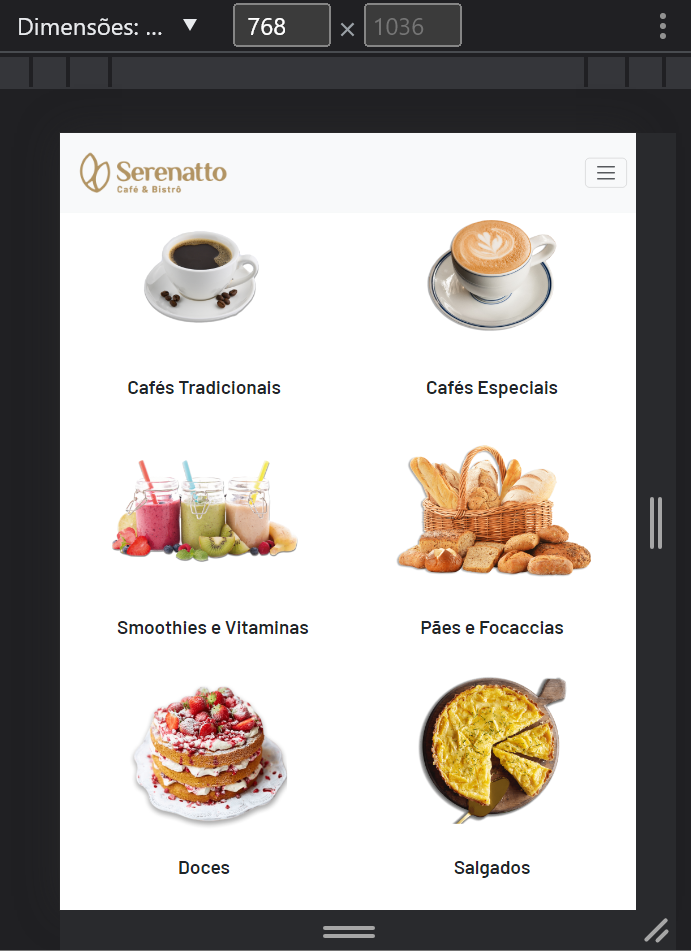 Dimensões: ... 768 × 1036
Serenatto
Café & Bistrô
Cafés Tradicionais
Cafés Especiais
Smoothies e Vitaminas
Pães e Focaccias
Doces
Salgados